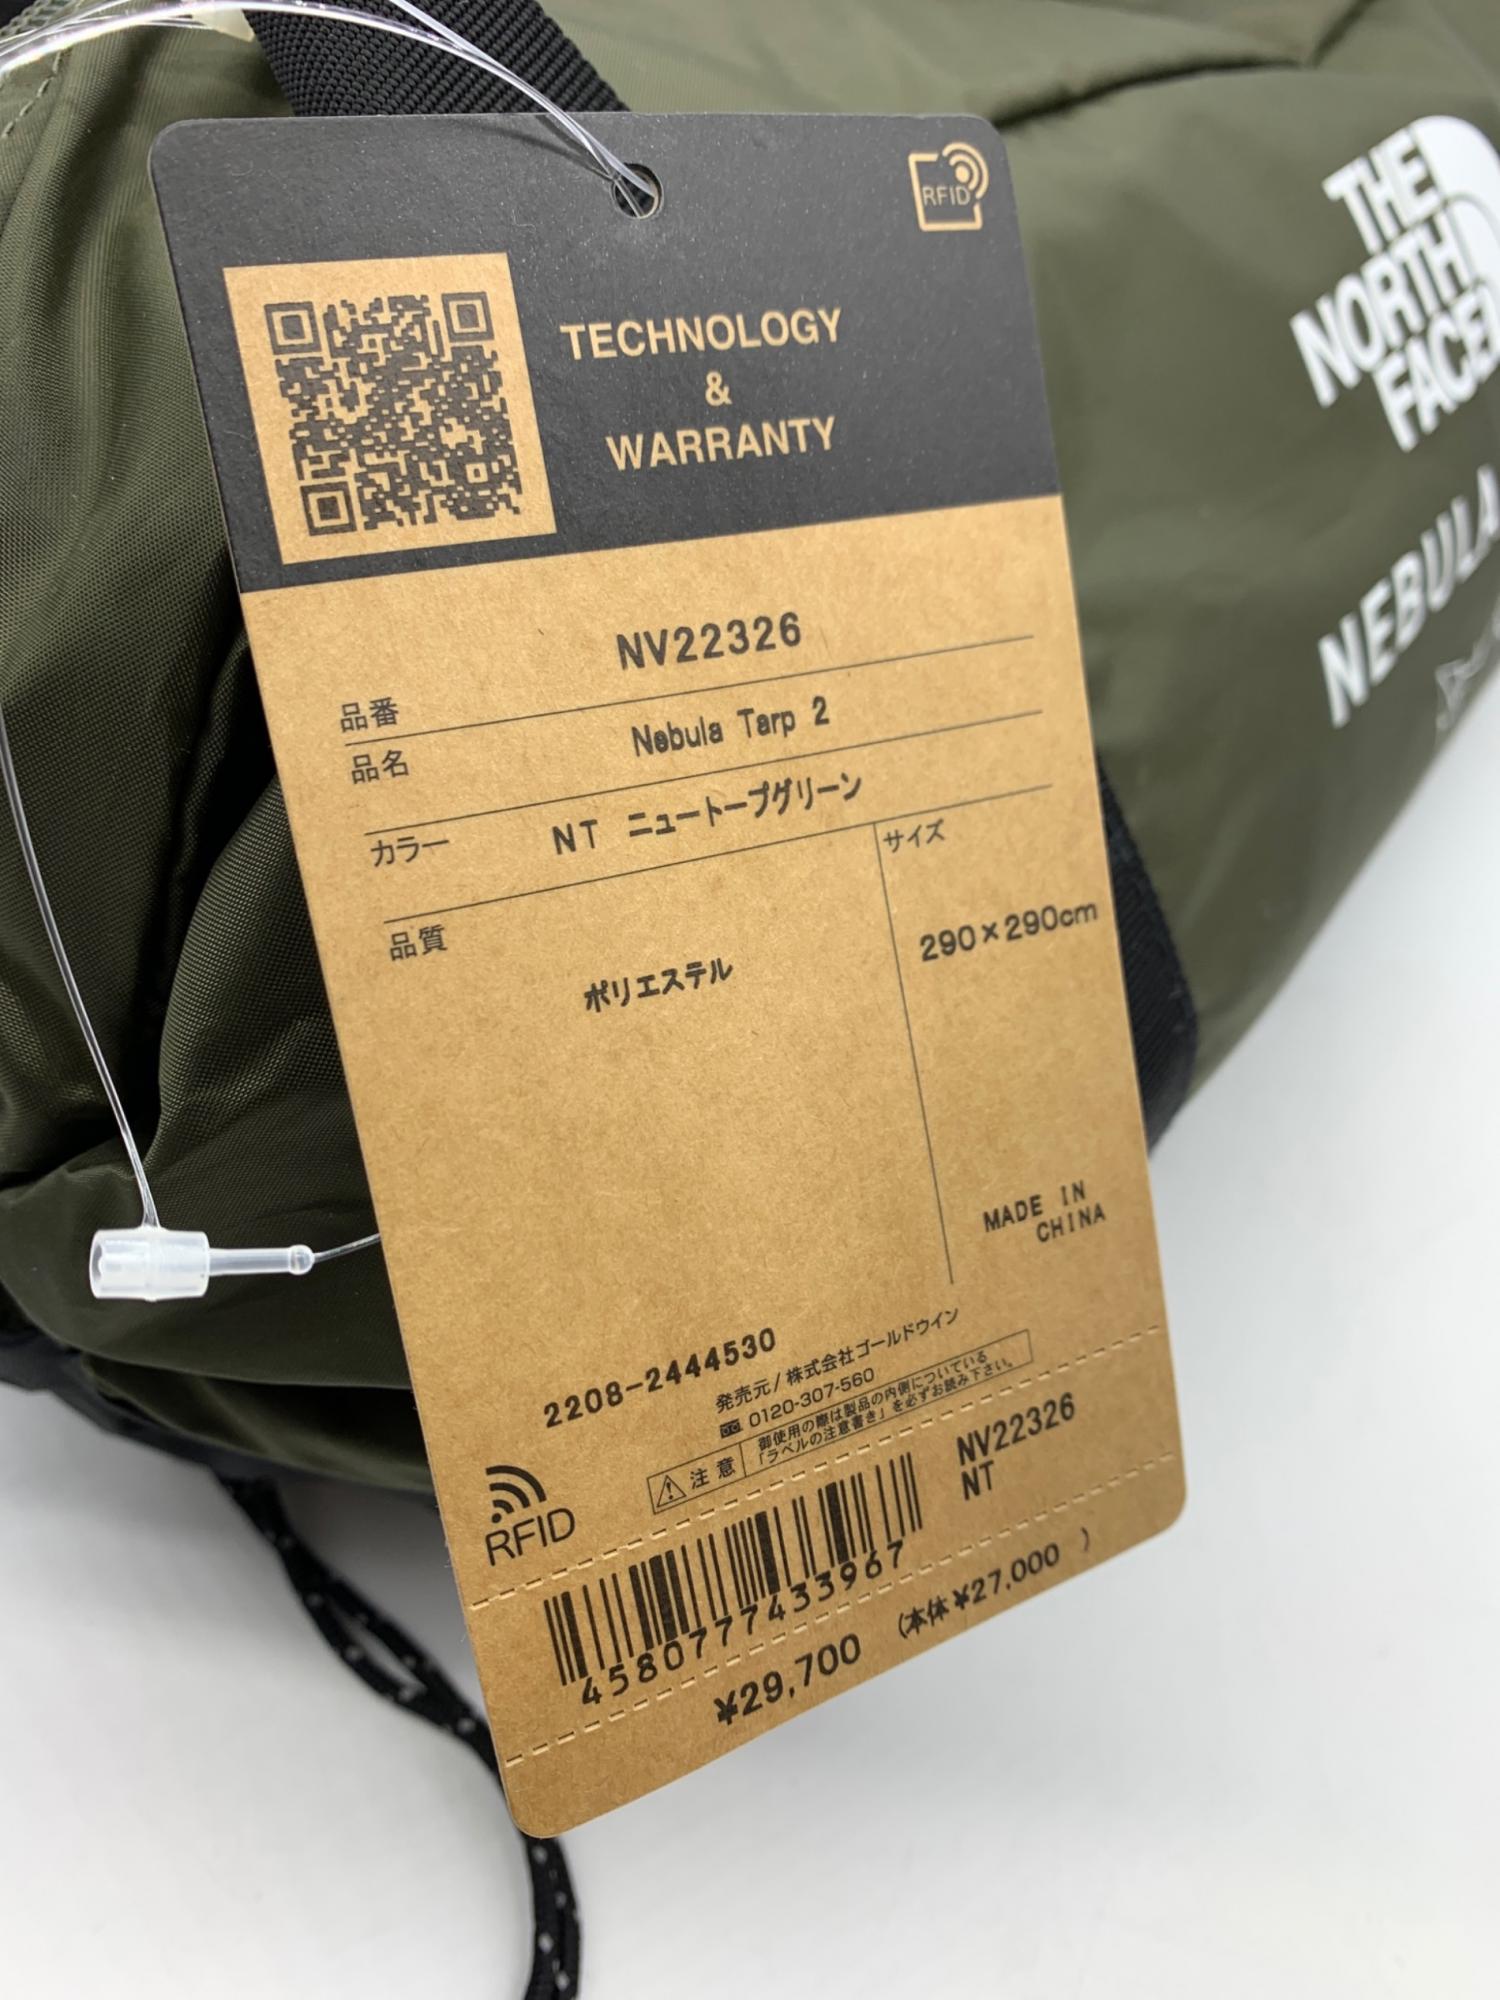 RFID
TECHNOLOGY
&
WARRANTY
THE
NORTH
FACE
NEBULA
品番 NV22326
品名 Nebula Tarp 2
カラー NT ニュートープグリーン
品質 ポリエステル
サイズ
290×290cm
MADE IN
CHINA
2208-2444530
発売元/株式会社ゴールドウイン
0120-307-560
注意
御使用の際は製品の内側についている
「ラベルの注意書き」を必ずお読み下さい。
RFID
NV22326
NT
4580777433967
¥29,700 (本体¥27,000 )